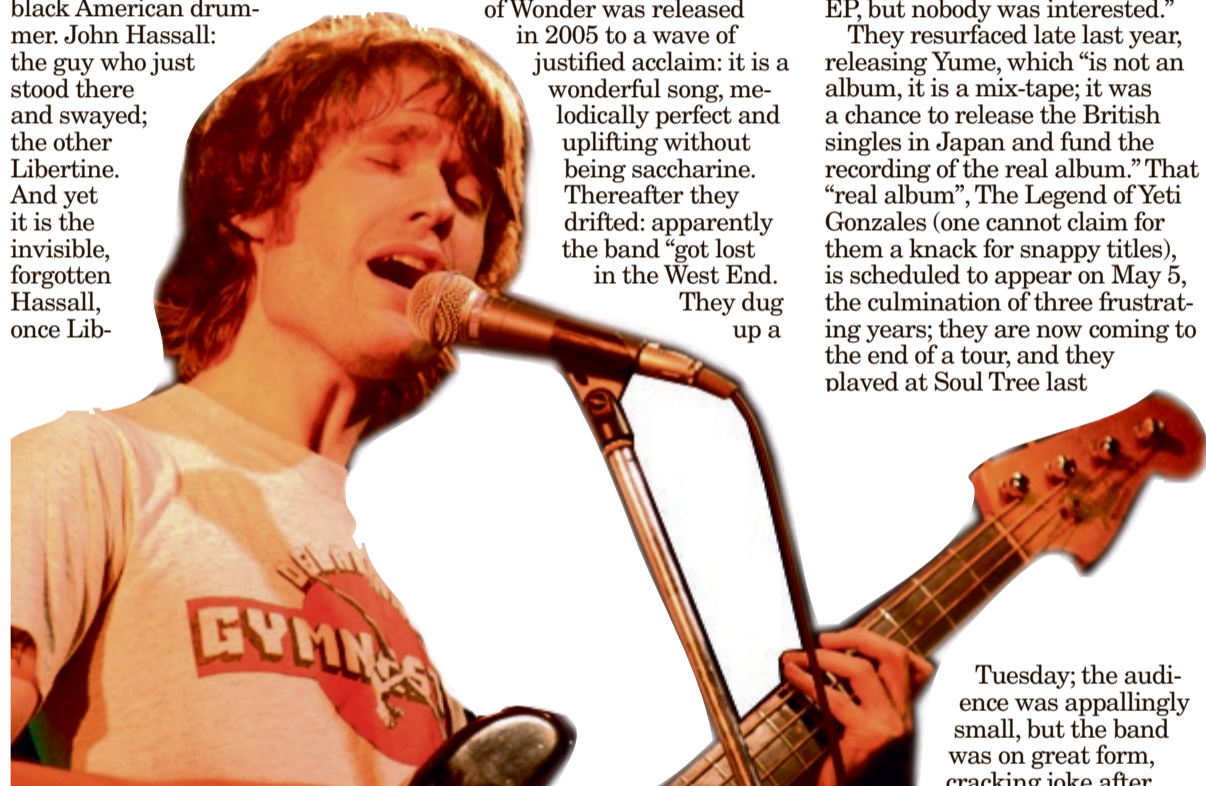 black American drum-
mer. John Hassall:
the guy who just
stood there
and swayed;
the other
Libertine.
And yet
it is the
invisible,
forgotten
Hassall,
once Lib-
of Wonder was released
in 2005 to a wave of
justified acclaim: it is a
wonderful song, me-
lodically perfect and
uplifting without
being saccharine.
Thereafter they
drifted: apparently
the band “got lost
in the West End.
They dug
up a
EP, but nobody was interested.”
They resurfaced late last year,
releasing Yume, which “is not an
album, it is a mix-tape; it was
a chance to release the British
singles in Japan and fund the
recording of the real album.” That
“real album”, The Legend of Yeti
Gonzales (one cannot claim for
them a knack for snappy titles),
is scheduled to appear on May 5,
the culmination of three frustrat-
ing years; they are now coming to
the end of a tour, and they
played at Soul Tree last
Tuesday; the audi-
ence was appallingly
small, but the band
was on great form,
cracking joke after